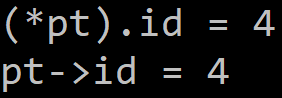 (*pt).id = 4
pt->id = 4